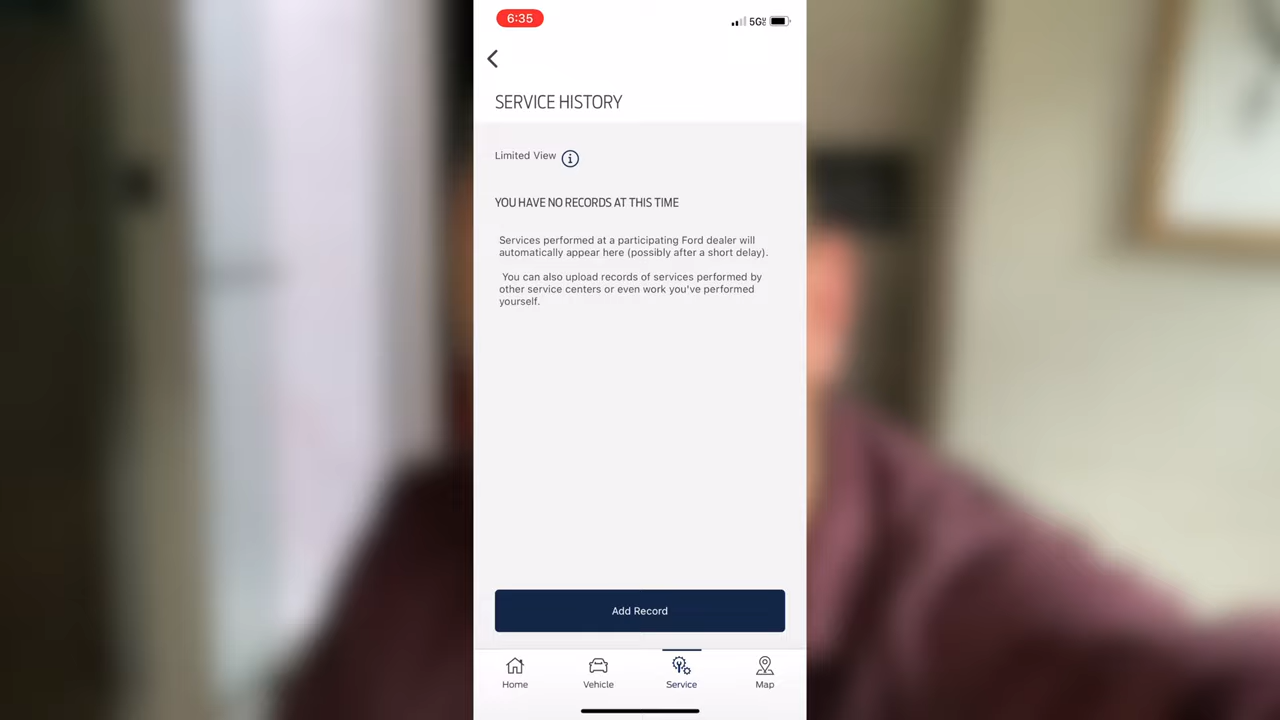 6:35
5G
SERVICE HISTORY
Limited View
YOU HAVE NO RECORDS AT THIS TIME
Services performed at a participating Ford dealer will
automatically appear here (possibly after a short delay).
You can also upload records of services performed by
other service centers or even work you've performed
yourself.
Add Record
Home Vehicle Service Map